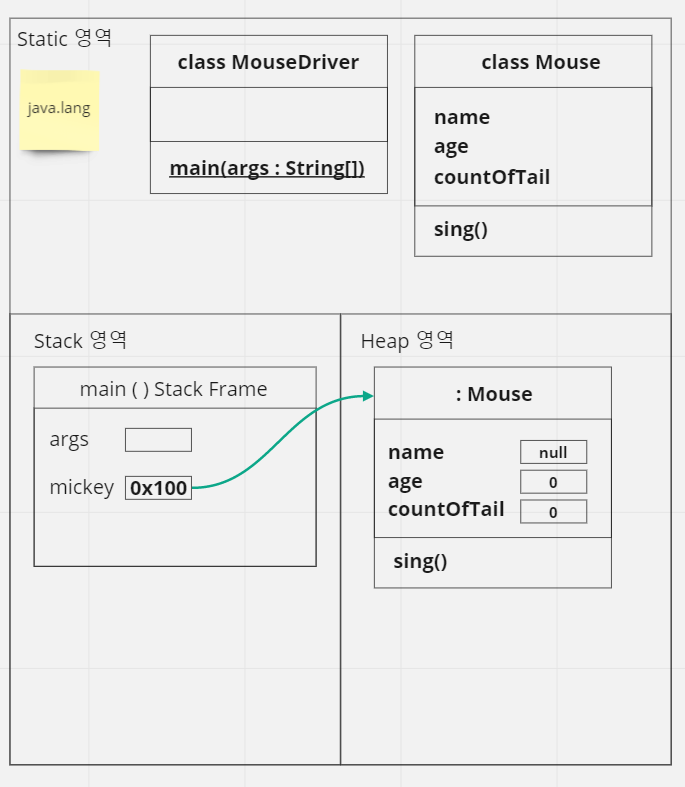 Static 영역
java.lang
class MouseDriver
main(args : String[])
class Mouse
name
age
countOfTail
sing()
Stack 영역
main ( ) Stack Frame
args
mickey 0x100
Heap 영역
: Mouse
name null
age 0
countOfTail 0
sing()